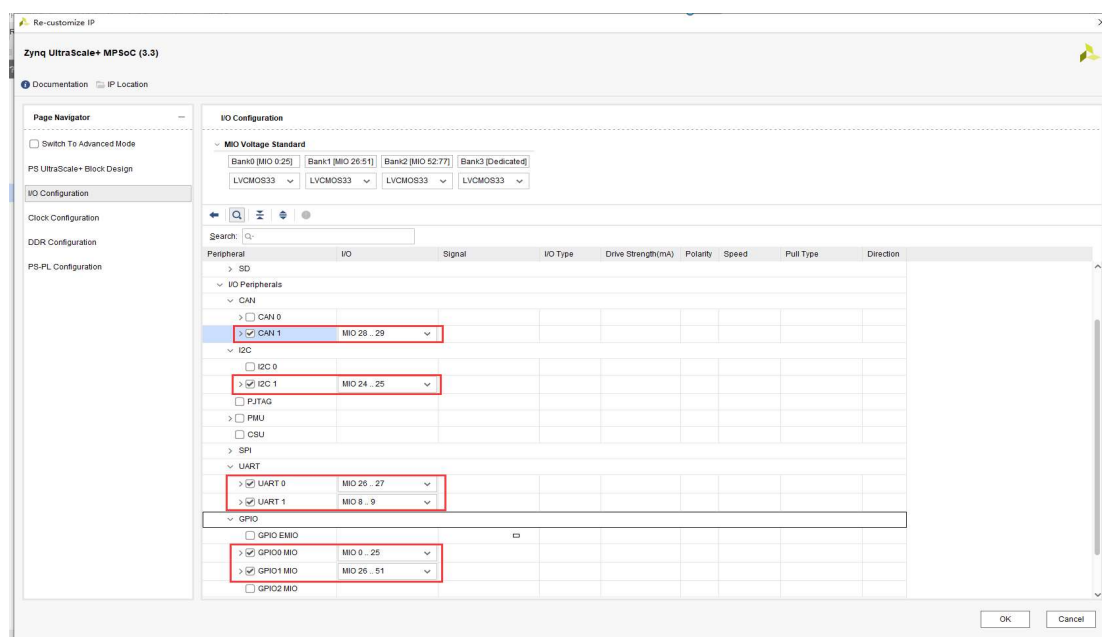 Re-customize IP
Zynq UltraScale+ MPSoC (3.3)
Documentation IP Location
Page Navigator
Switch To Advanced Mode
PS UltraScale+ Block Design
I/O Configuration
Clock Configuration
DDR Configuration
PS-PL Configuration
I/O Configuration
MIO Voltage Standard
Bank0 [MIO 0:25] Bank1 [MIO 26:51] Bank2 [MIO 52:77] Bank3 [Dedicated]
LVCMOS33 LVCMOS33 LVCMOS33 LVCMOS33
Search: Q-
Peripheral I/O Signal I/O Type Drive Strength(mA) Polarity Speed Pull Type Direction
SD
I/O Peripherals
CAN
CAN 0
CAN 1 MIO 28 .. 29
I2C
I2C 0
I2C 1 MIO 24 .. 25
PJTAG
PMU
CSU
SPI
UART
UART 0 MIO 26 .. 27
UART 1 MIO 8 .. 9
GPIO
GPIO EMIO
GPIO0 MIO MIO 0 .. 25
GPIO1 MIO MIO 26 .. 51
GPIO2 MIO
OK Cancel